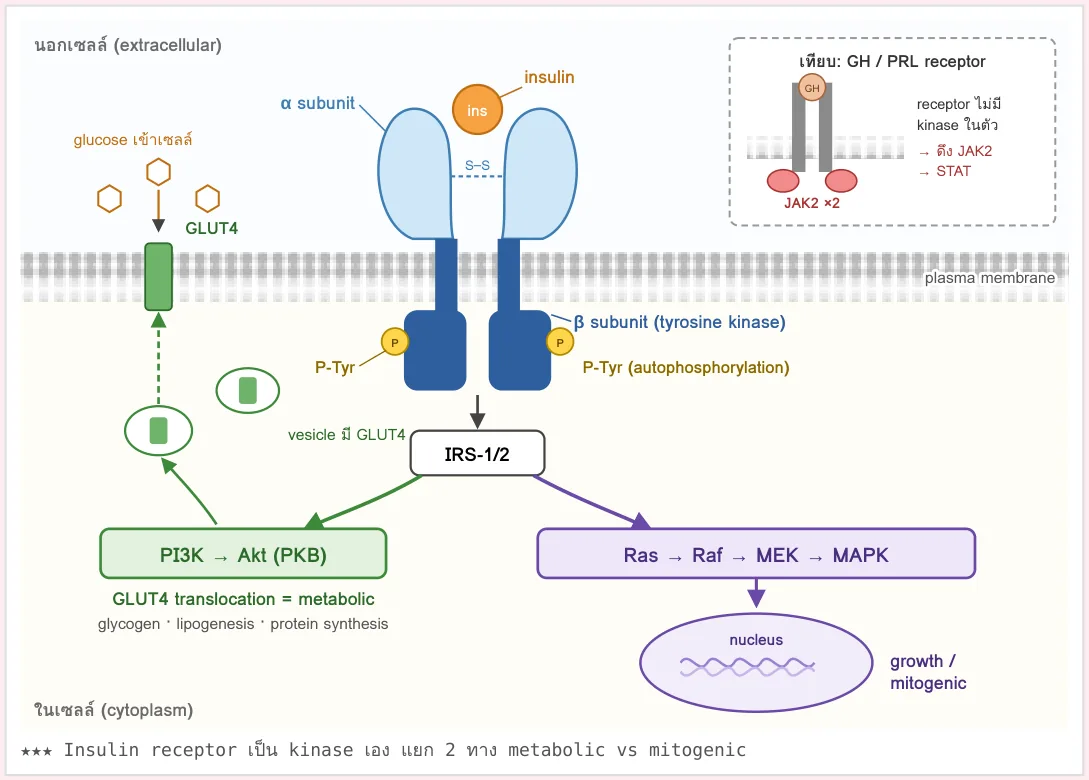 นอกเซลล์ (extracellular)
เทียบ: GH / PRL receptor
GH
receptor ไม่มี
kinase ในตัว
→ ดึง JAK2
→ STAT
JAK2 ×2
insulin
ins
α subunit
S–S
glucose เข้าเซลล์
GLUT4
plasma membrane
β subunit (tyrosine kinase)
P
P
P-Tyr
P-Tyr (autophosphorylation)
vesicle มี GLUT4
IRS-1/2
PI3K → Akt (PKB)
Ras → Raf → MEK → MAPK
GLUT4 translocation = metabolic
glycogen · lipogenesis · protein synthesis
nucleus
growth /
mitogenic
ในเซลล์ (cytoplasm)
★★★ Insulin receptor เป็น kinase เอง แยก 2 ทาง metabolic vs mitogenic